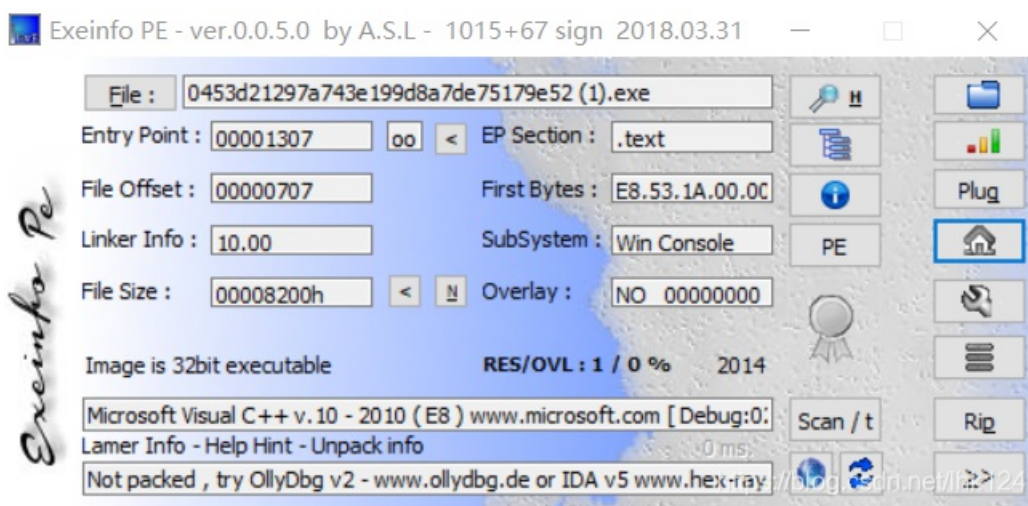 Exeinfo PE - ver.0.0.5.0 by A.S.L - 1015+67 sign 2018.03.31
File : 0453d21297a743e199d8a7de75179e52 (1).exe
Entry Point : 00001307 oo < EP Section : .text
File Offset : 00000707 First Bytes : E8.53.1A.00.00 Plug
Linker Info : 10.00 SubSystem : Win Console PE
File Size : 00008200h < N Overlay : NO 00000000
Image is 32bit executable RES/OVL : 1 / 0 % 2014
Microsoft Visual C++ v.10 - 2010 ( E8 ) www.microsoft.com [ Debug:02 Scan / t Rip
Lamer Info - Help Hint - Unpack info 0 ms.
Not packed , try OllyDbg v2 - www.ollydbg.de or IDA v5 www.hex-ray >>
Exeinfo Pe